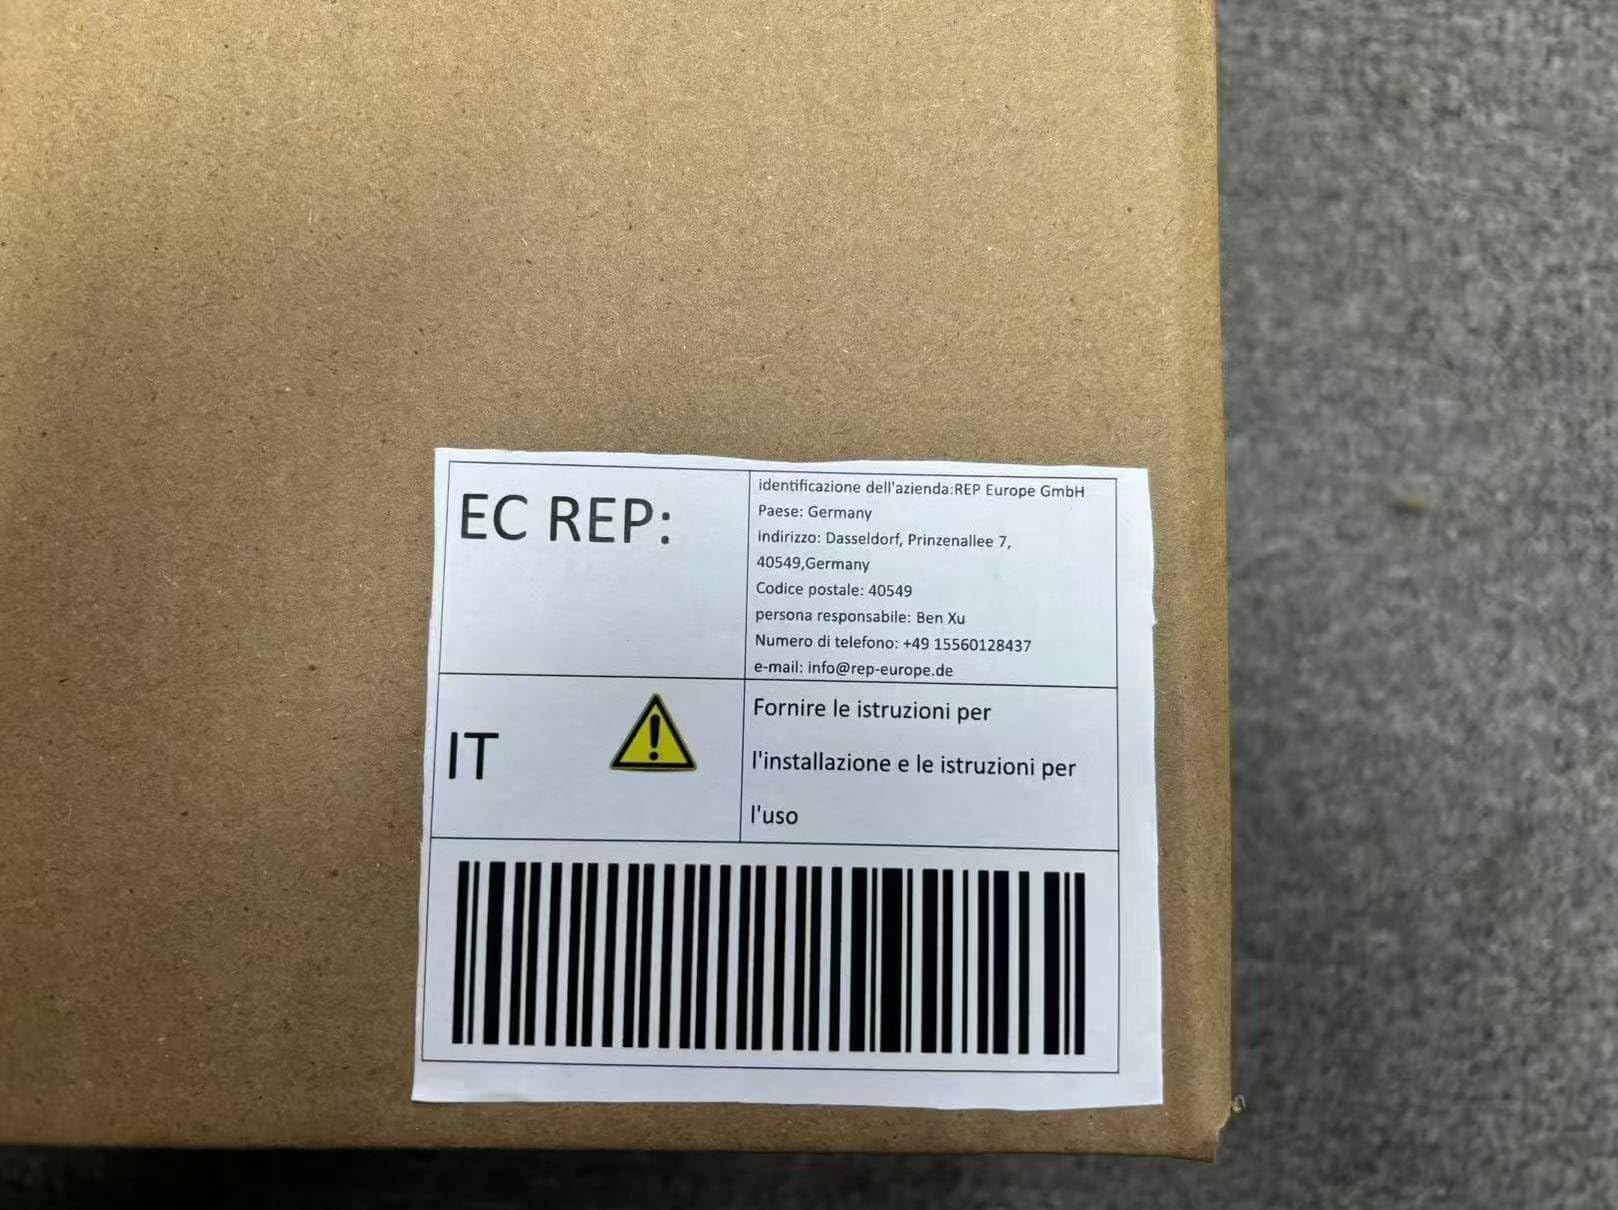 EC REP:
identificazione dell'azienda:REP Europe GmbH
Paese: Germany
indirizzo: Dasseldorf, Prinzenallee 7,
40549,Germany
Codice postale: 40549
persona responsabile: Ben Xu
Numero di telefono: +49 15560128437
e-mail: info@rep-europe.de
IT
Fornire le istruzioni per
l'installazione e le istruzioni per
l'uso